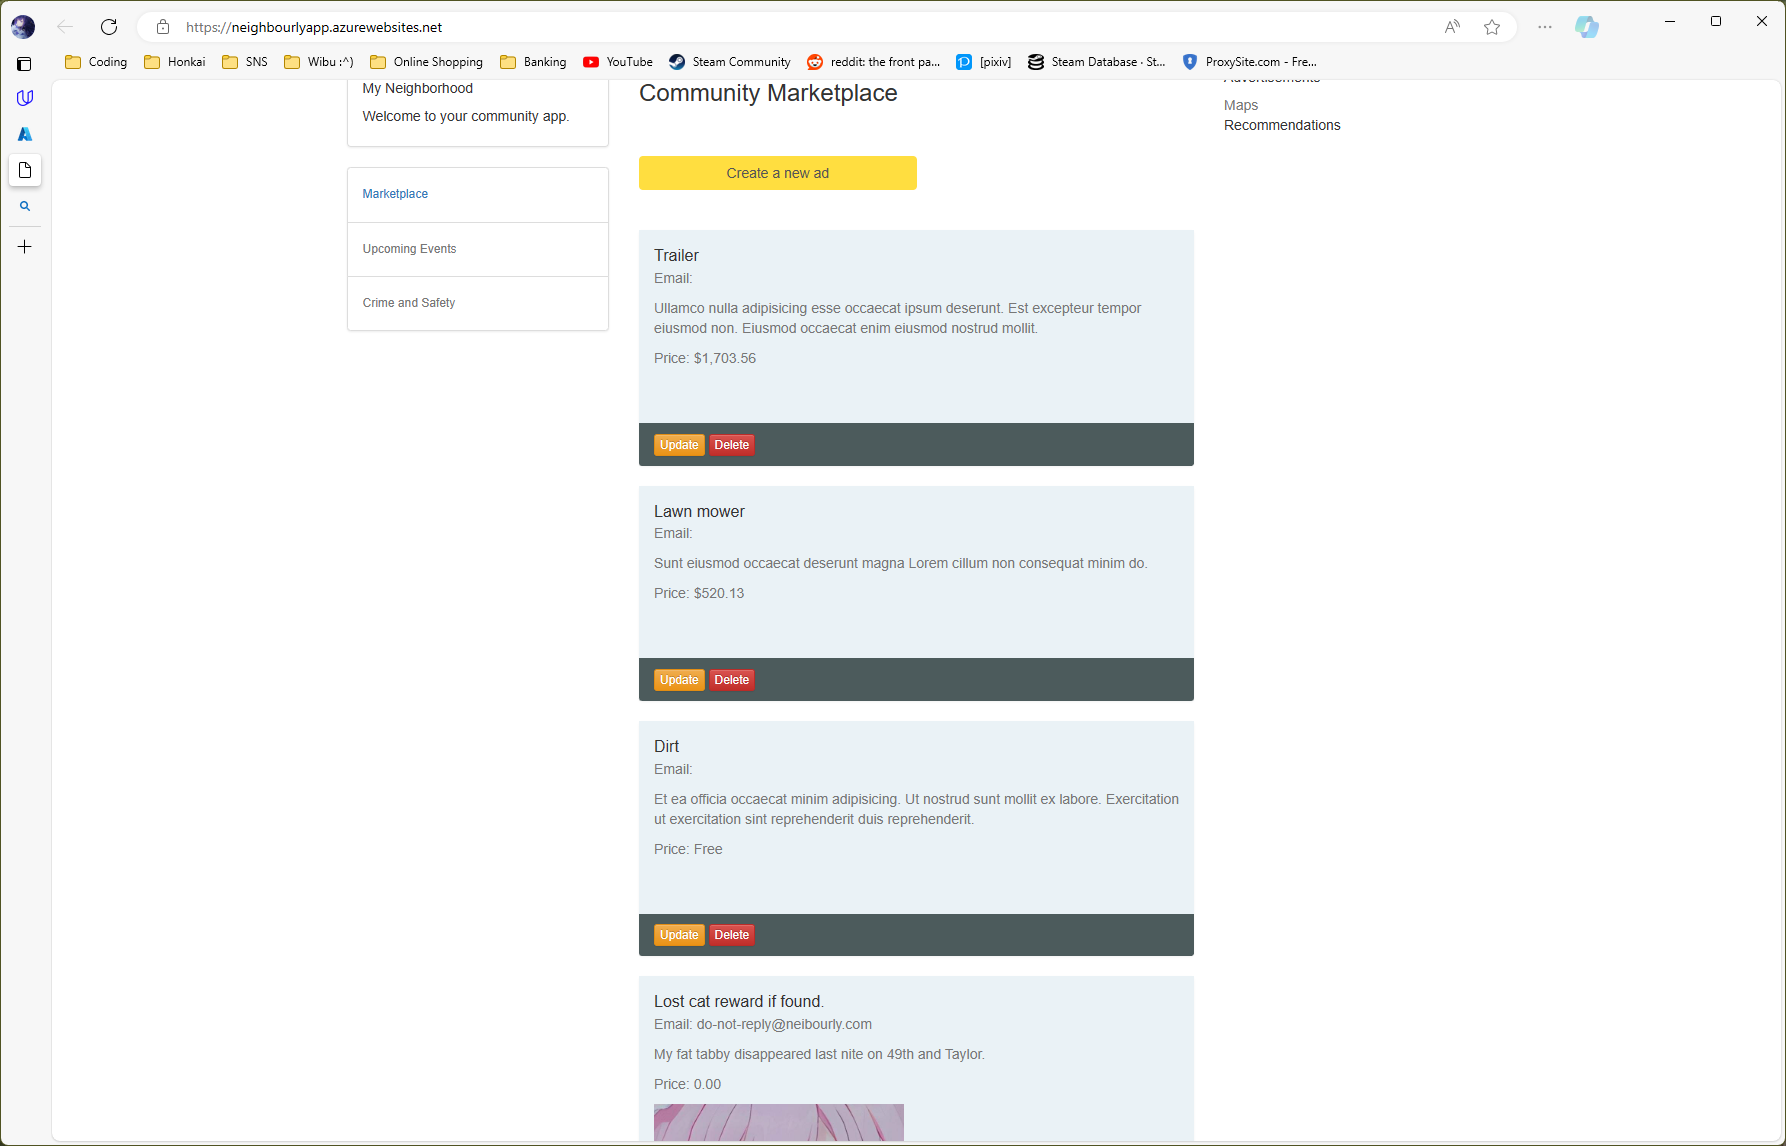 https://neighbourlyapp.azurewebsites.net
Coding
Honkai
SNS
Wibu :^)
Online Shopping
Banking
YouTube
Steam Community
reddit: the front pa...
[pixiv]
Steam Database · St...
ProxySite.com - Fre...
My Neighborhood
Welcome to your community app.
Marketplace
Upcoming Events
Crime and Safety
Community Marketplace
Create a new ad
Trailer
Email:
Ullamco nulla adipisicing esse occaecat ipsum deserunt. Est excepteur tempor
eiusmod non. Eiusmod occaecat enim eiusmod nostrud mollit.
Price: $1,703.56
Update Delete
Lawn mower
Email:
Sunt eiusmod occaecat deserunt magna Lorem cillum non consequat minim do.
Price: $520.13
Update Delete
Dirt
Email:
Et ea officia occaecat minim adipisicing. Ut nostrud sunt mollit ex labore. Exercitation
ut exercitation sint reprehenderit duis reprehenderit.
Price: Free
Update Delete
Lost cat reward if found.
Email: do-not-reply@neibourly.com
My fat tabby disappeared last nite on 49th and Taylor.
Price: 0.00
Advertisements
Maps
Recommendations